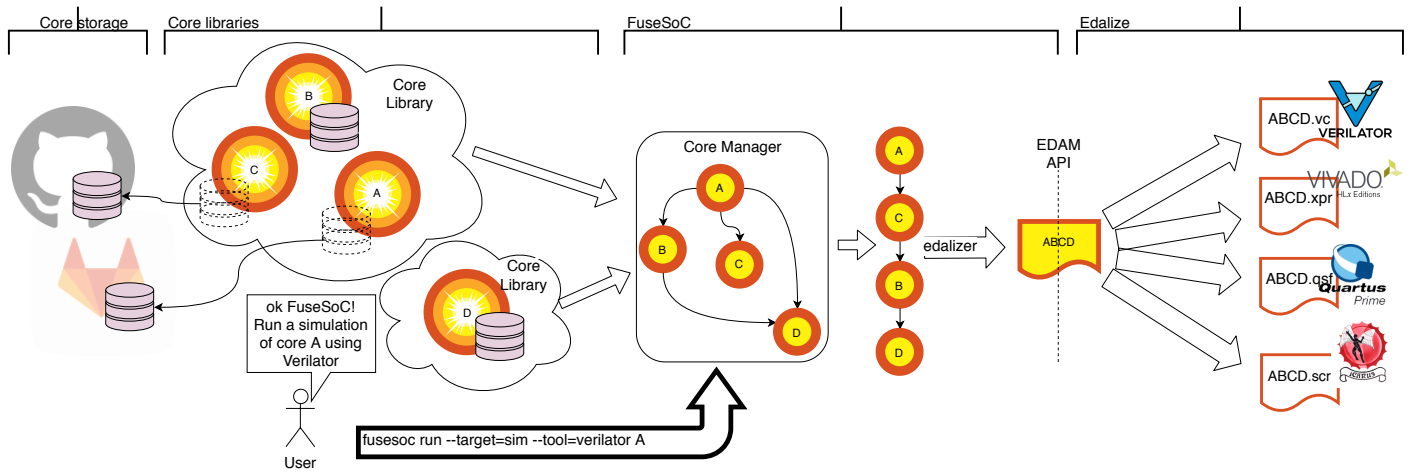 Core storage
Core libraries
FuseSoC
Edalize
B
Core
Library
C
A
Core
Library
D
ok FuseSoC!
Run a simulation
of core A using
Verilator
User
fusesoc run --target=sim --tool=verilator A
Core Manager
A
B
C
D
A
C
B
D
edalizer
EDAM
API
ABCD
ABCD.vc
VERILATOR
VIVADO
HLx Editions
ABCD.xpr
ABCD.qsf
Quartus
Prime
ABCD.scr
ICARUS